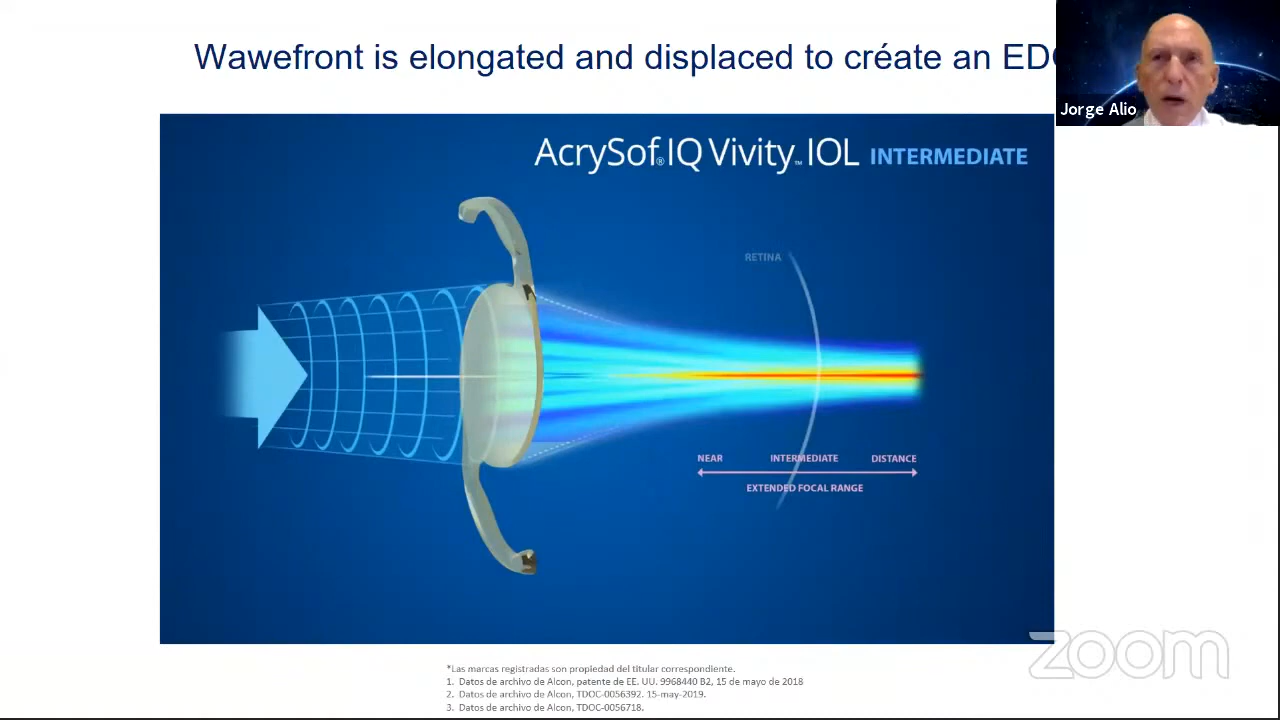 Wawefront is elongated and displaced to créate an
Jorge Alio
AcrySof® IQ Vivity™ IOL INTERMEDIATE
RETINA
NEAR INTERMEDIATE DISTANCE
EXTENDED FOCAL RANGE
zoom
*Las marcas registradas son propiedad del titular correspondiente.
1. Datos de archivo de Alcon, patente de EE. UU. 9968440 B2, 15 de mayo de 2018
2. Datos de archivo de Alcon, TDOC-0056392. 15-may-2019.
3. Datos de archivo de Alcon, TDOC-0056718.